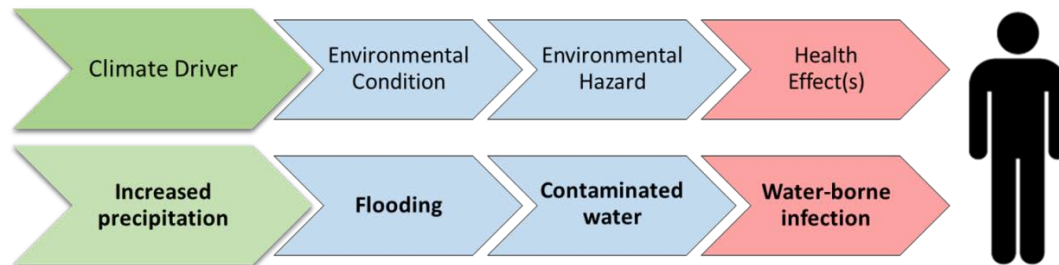 Climate Driver
Environmental
Condition
Environmental
Hazard
Health
Effect(s)
Increased
precipitation
Flooding
Contaminated
water
Water-borne
infection